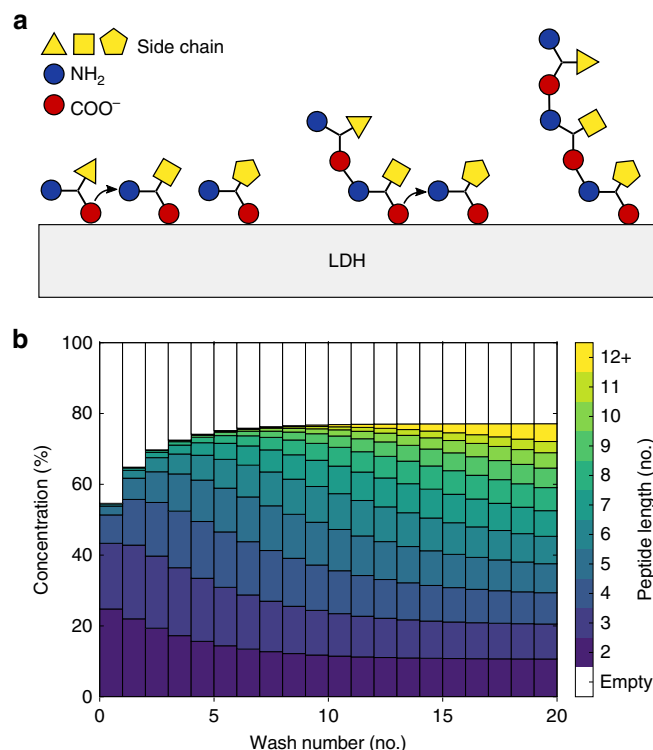 a
Side chain
NH₂
COO⁻
LDH
b
100
80
60
40
20
0
Concentration (%)
0
5
10
15
20
Wash number (no.)
12+
11
10
9
8
7
6
5
4
3
2
Empty
Peptide length (no.)